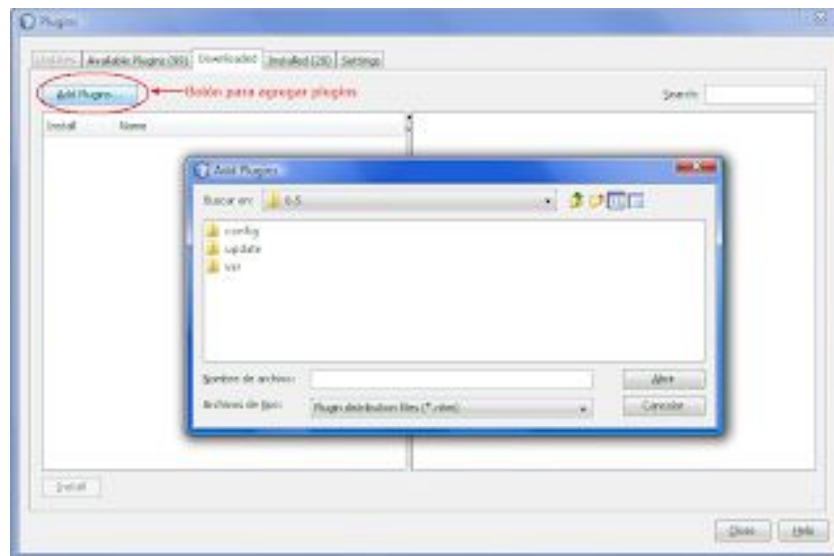 Plugins
Updates Available Plugins Downloaded Installed (28) Settings
Add Plugins... Botón para agregar plugins Search:
Install Name
Add Plugins
Buscar en: 6.5
config
update
var
Nombre de archivo: Abrir
Archivos de tipo: Plugin distribution files (*.nbm) Cancelar
Install
Close Help